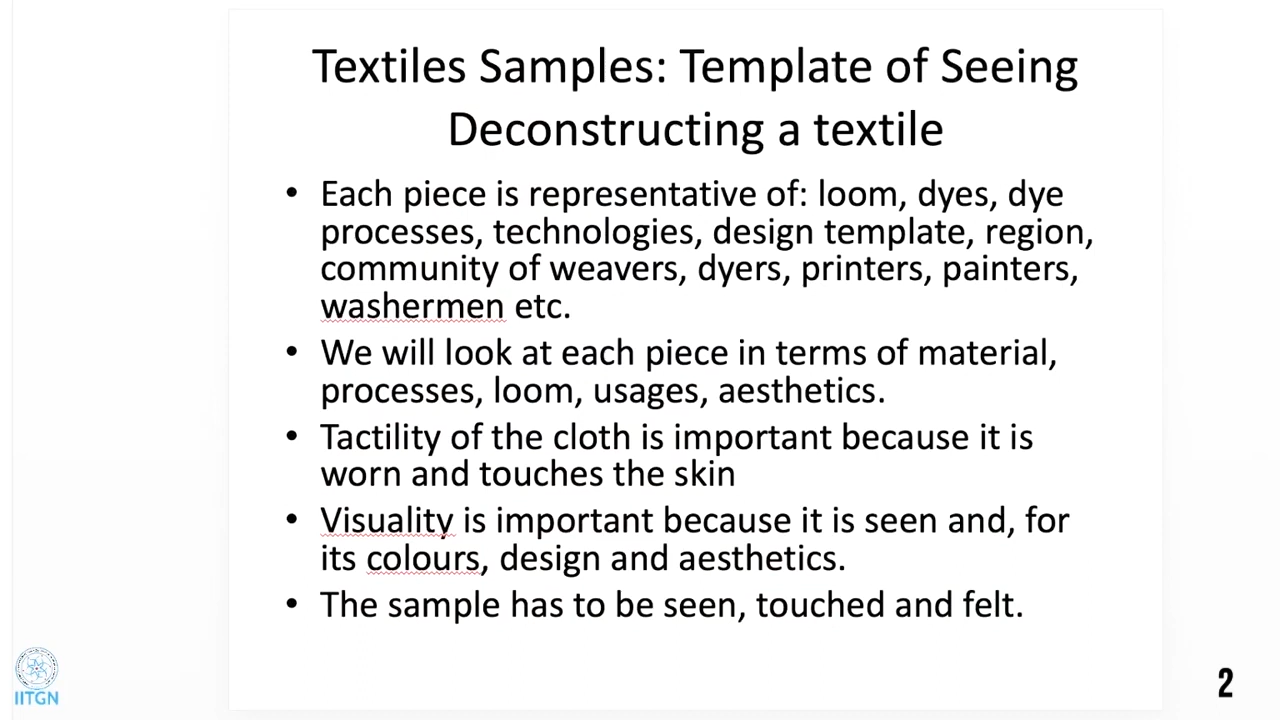 Textiles Samples: Template of Seeing
Deconstructing a textile
• Each piece is representative of: loom, dyes, dye
processes, technologies, design template, region,
community of weavers, dyers, printers, painters,
washermen etc.
• We will look at each piece in terms of material,
processes, loom, usages, aesthetics.
• Tactility of the cloth is important because it is
worn and touches the skin
• Visuality is important because it is seen and, for
its colours, design and aesthetics.
• The sample has to be seen, touched and felt.
IITGN
2